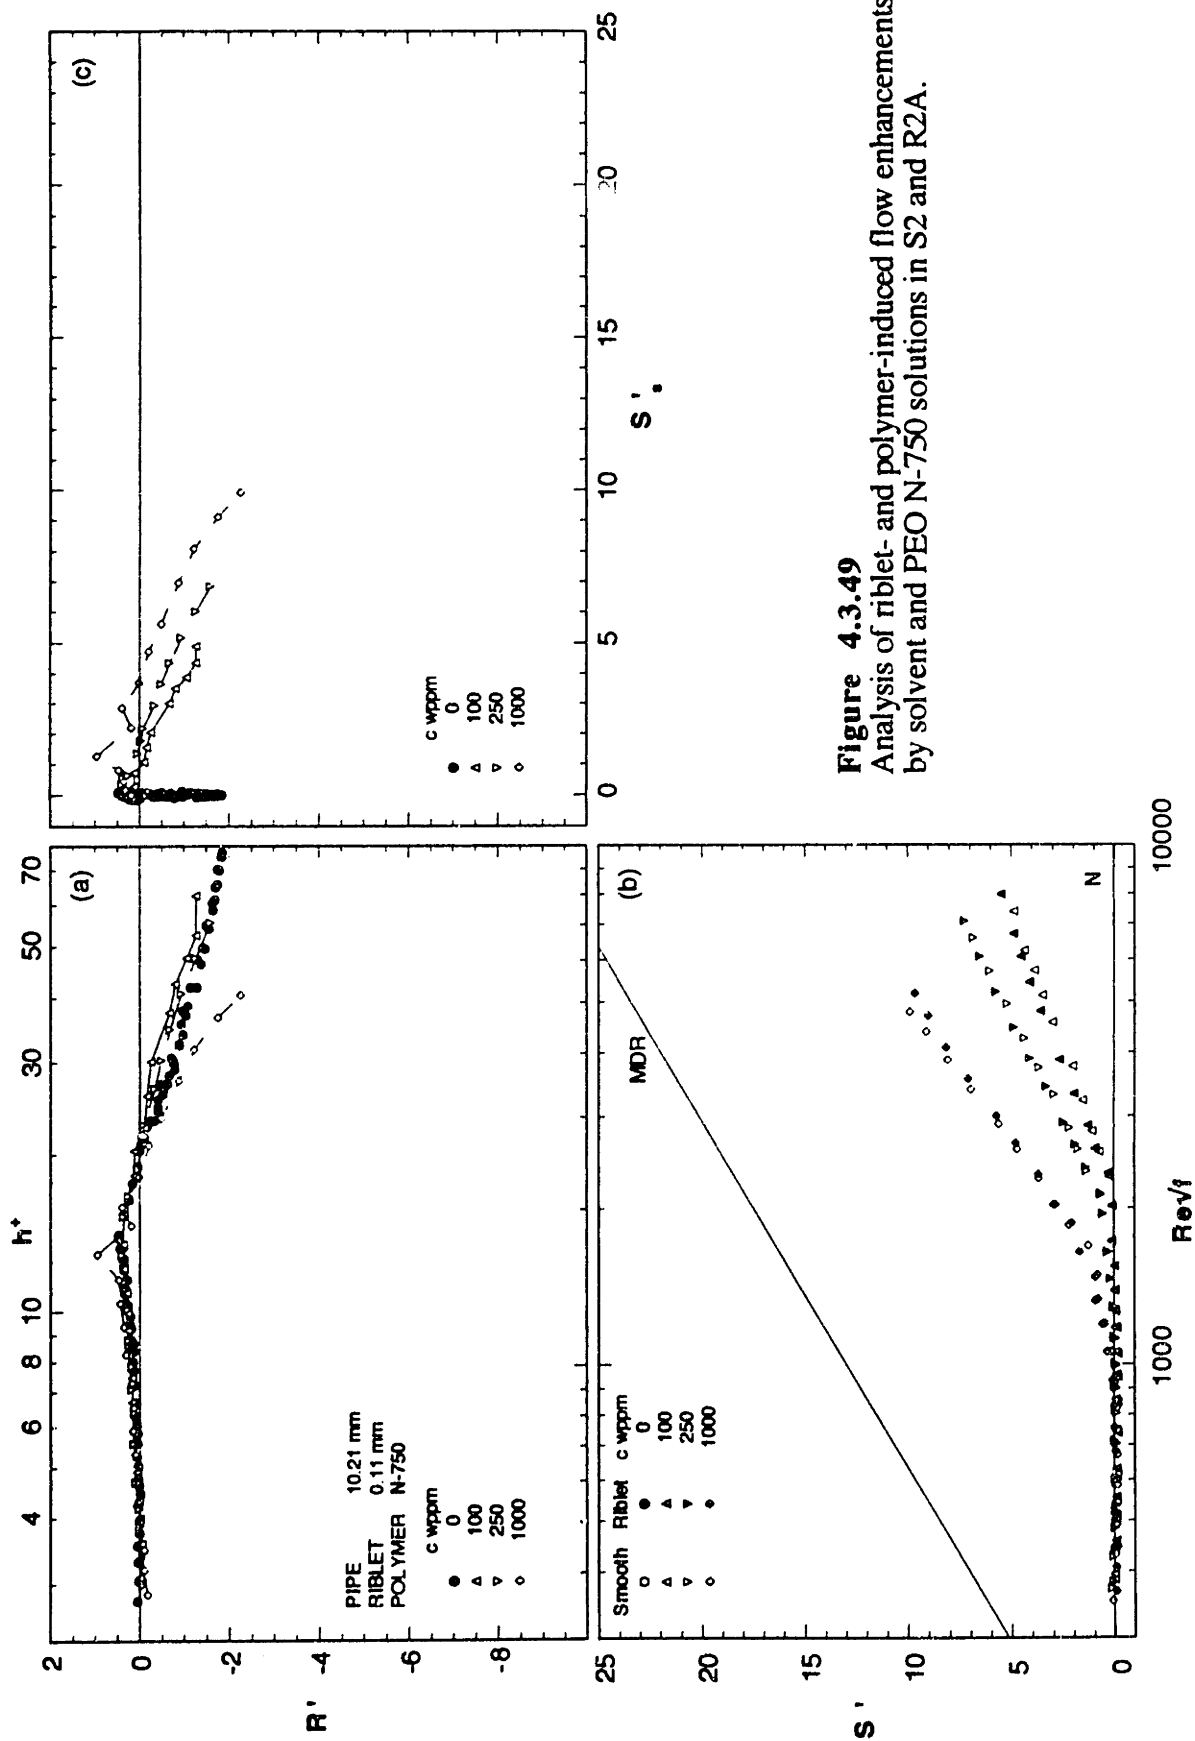 h+
4
6
8
10
30
50
70
(a)
2
0
-2
-4
-6
-8
R'
PIPE 10.21 mm
RIBLET 0.11 mm
POLYMER N-750
c wppm
0
100
250
1000
(c)
c wppm
0
100
250
1000
0
5
10
15
20
25
S's
(b)
MDR
N
Smooth Riblet c wppm
0
100
250
1000
25
20
15
10
5
0
S'
1000
10000
Re√f
Figure 4.3.49
Analysis of riblet- and polymer-induced flow enhancements
by solvent and PEO N-750 solutions in S2 and R2A.